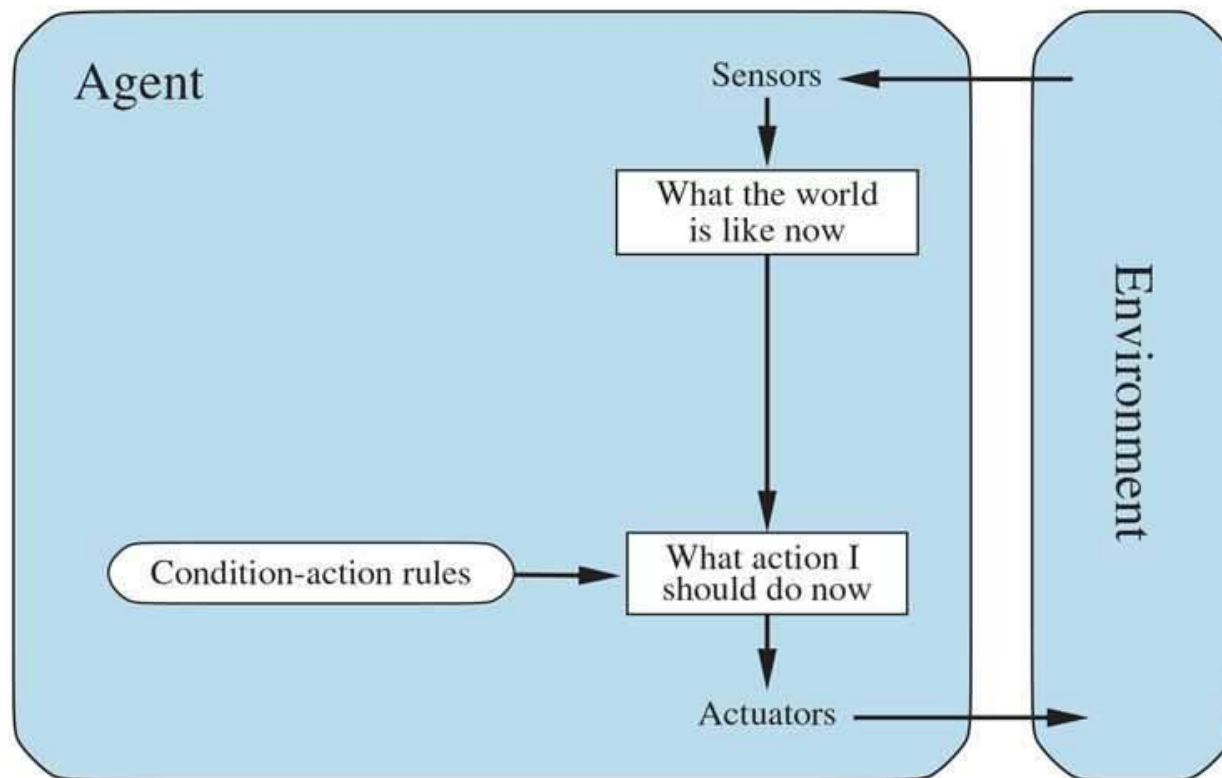 Agent
Sensors
What the world
is like now
Environment
Condition-action rules
What action I
should do now
Actuators